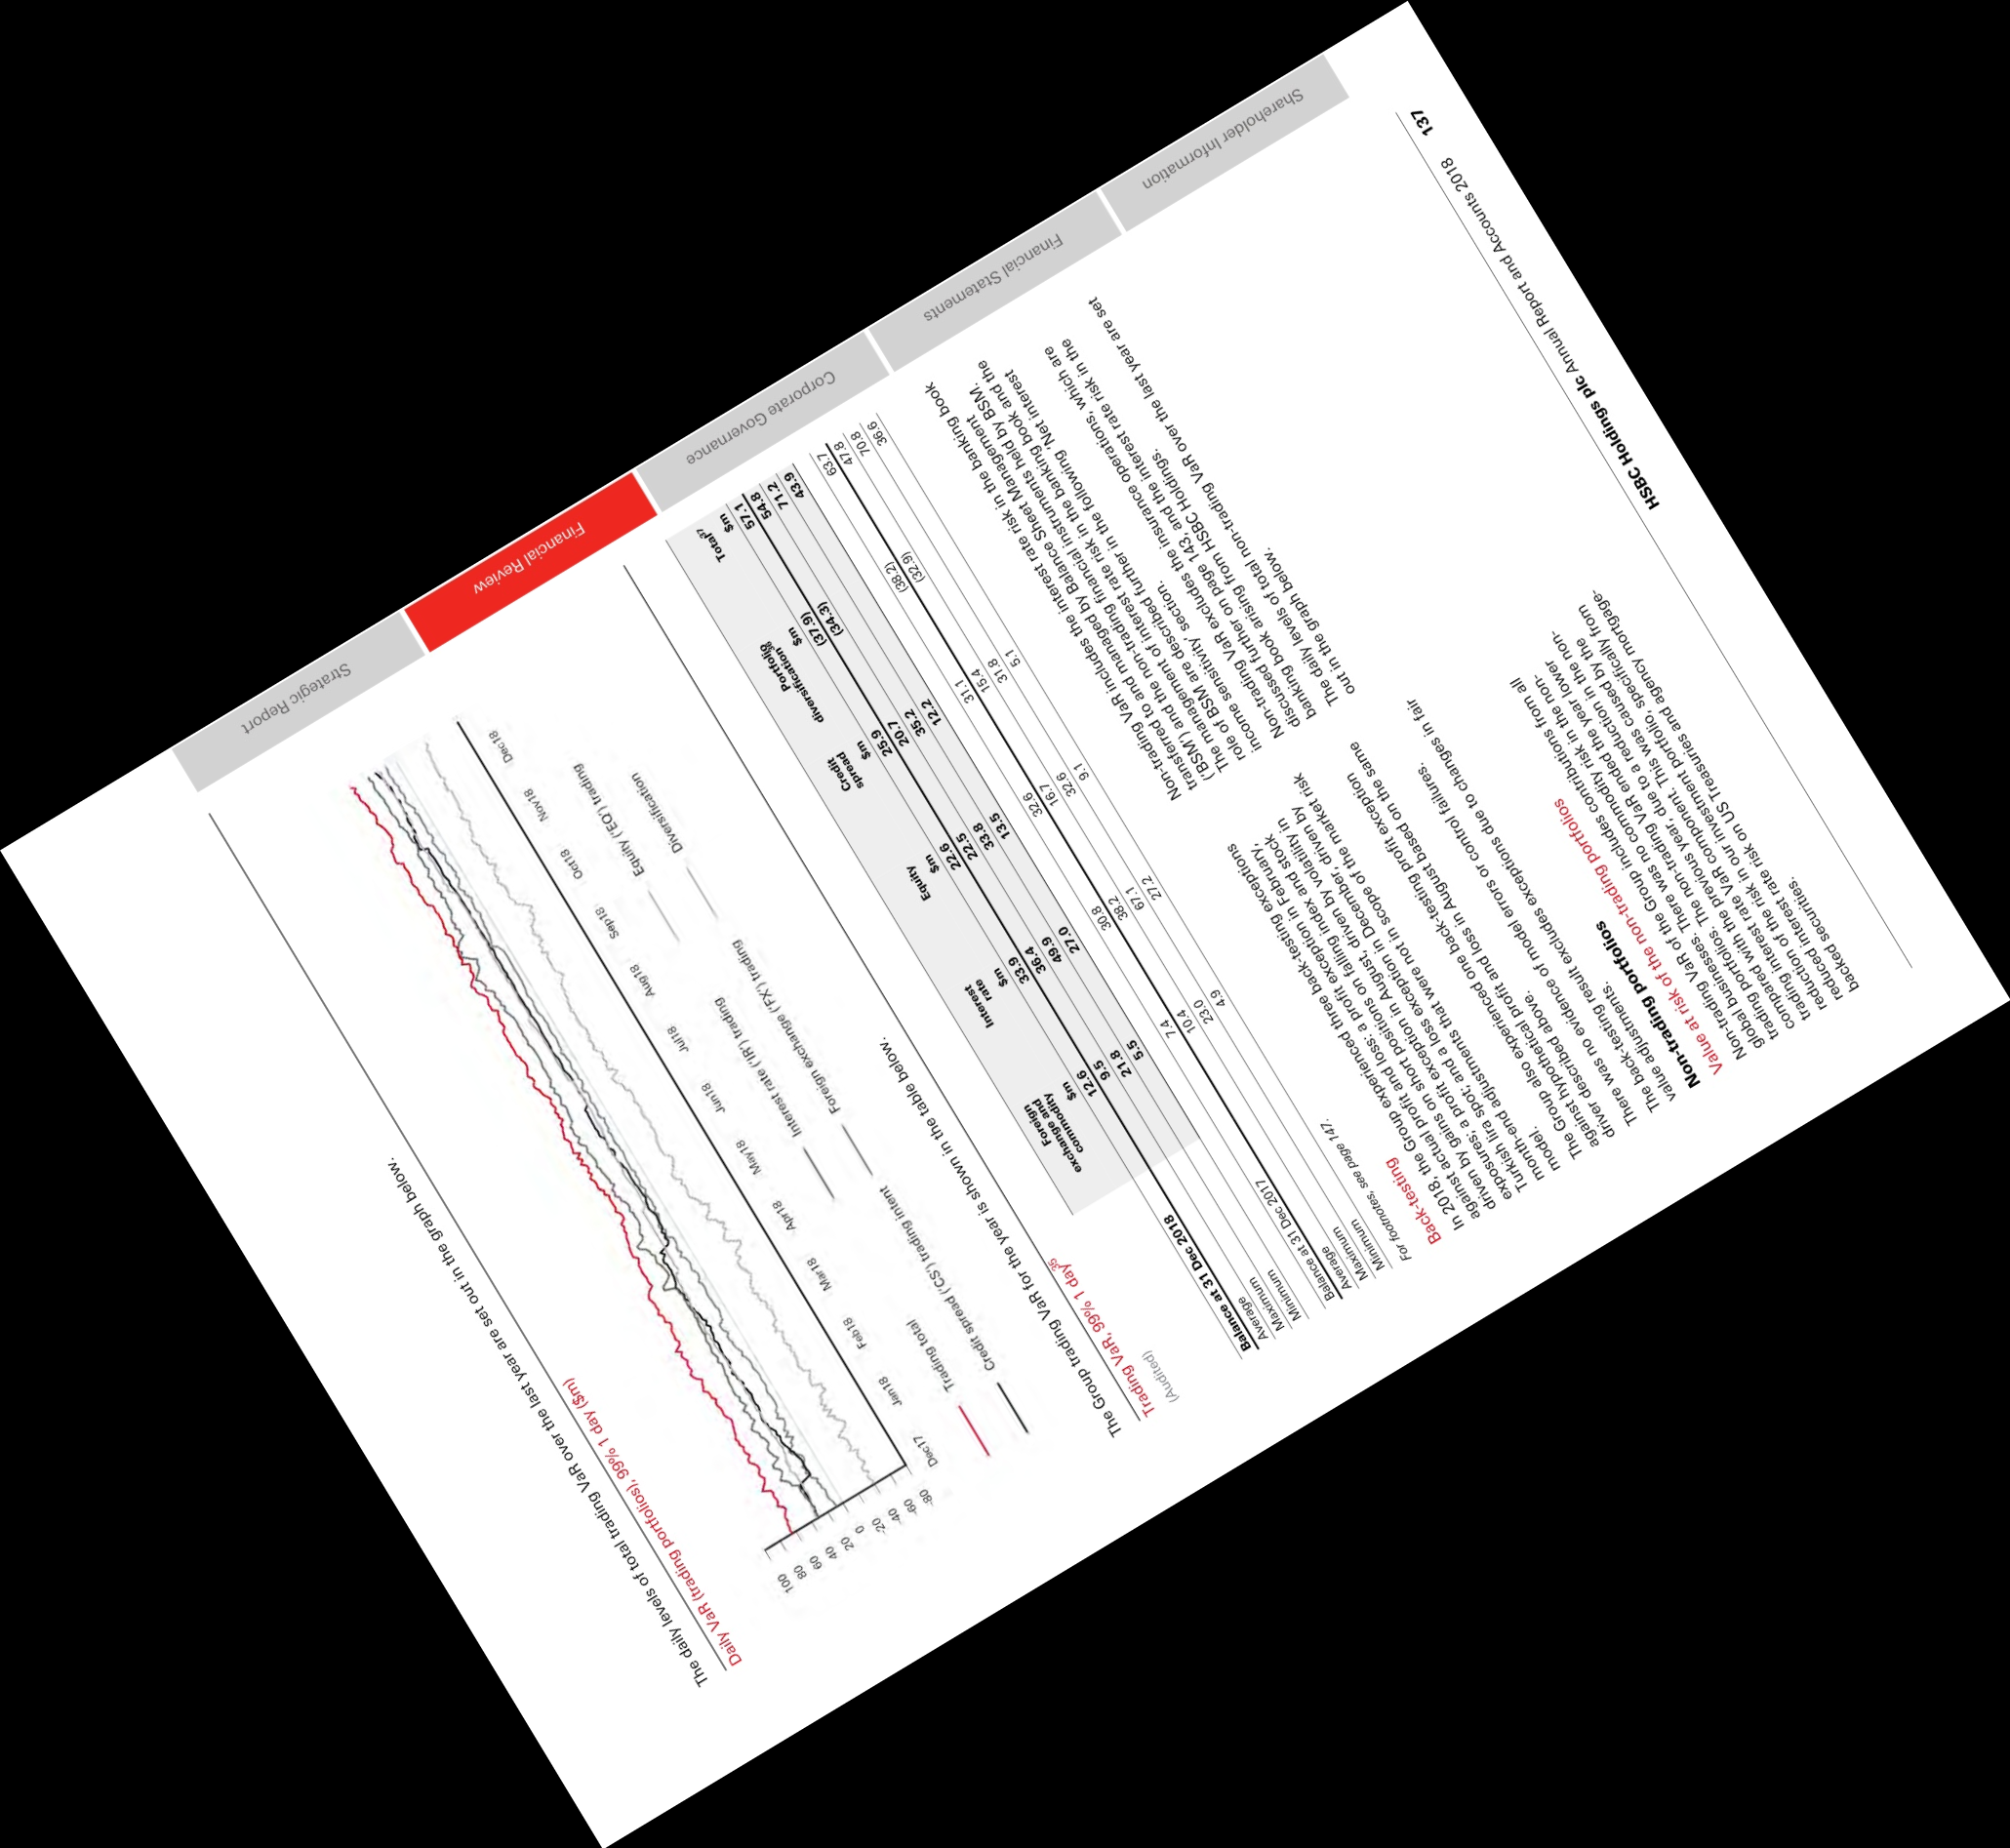 Strategic Report
Financial Review
Corporate Governance
Financial Statements
Shareholder Information
The daily levels of total trading VaR over the last year are set out in the graph below.
Daily VaR (trading portfolios), 99% 1 day ($m)
100
80
60
40
20
0
-20
-40
-60
-80
Dec17 Jan18 Feb18 Mar18 Apr18 May18 Jun18 Jul18 Aug18 Sep18 Oct18 Nov18 Dec18
Trading total Interest rate ('IR') trading Equity ('EQ') trading
Credit spread ('CS') trading intent Foreign exchange ('FX') trading Diversification
The Group trading VaR for the year is shown in the table below.
Trading VaR, 99% 1 day35
(Audited)
Foreign exchange and commodity Interest rate Equity Credit spread Portfolio diversification36 Total37
$m $m $m $m $m $m
Balance at 31 Dec 2018 12.6 33.9 22.6 25.9 (37.9) 57.1
Average 9.5 36.4 22.5 20.7 (34.3) 54.8
Maximum 21.8 49.9 33.8 35.2 71.2
Minimum 5.5 27.0 13.5 12.2 43.9
Balance at 31 Dec 2017 7.4 30.8 32.6 31.1 (38.2) 63.7
Average 10.4 38.2 16.7 15.4 (32.9) 47.8
Maximum 23.0 67.1 32.6 31.8 70.8
Minimum 4.9 27.2 9.1 5.1 36.6
For footnotes, see page 147.
Back-testing
In 2018, the Group experienced three back-testing exceptions
against actual profit and loss: a profit exception in February,
driven by gains on short positions on falling index and stock
exposures; a profit exception in August, driven by volatility in
Turkish lira spot; and, a loss exception in December, driven by
month-end adjustments that were not in scope of the market risk
model.
The Group also experienced one back-testing profit exception
against hypothetical profit and loss in August based on the same
driver described above.
There was no evidence of model errors or control failures.
The back-testing result excludes exceptions due to changes in fair
value adjustments.
Non-trading portfolios
Value at risk of the non-trading portfolios
Non-trading VaR of the Group includes contributions from all
global businesses. There was no commodity risk in the non-
trading portfolios. The non-trading VaR ended the year lower
compared with the previous year, due to a reduction in the non-
trading interest rate VaR component. This was caused by the
reduction of the risk in our investment portfolio, specifically from
reduced interest rate risk on US Treasuries and agency mortgage-
backed securities.
Non-trading VaR includes the interest rate risk in the banking book
transferred to and managed by Balance Sheet Management
('BSM') and the non-trading financial instruments held by BSM.
The management of interest rate risk in the banking book and the
role of BSM are described further in the following 'Net interest
income sensitivity' section.
Non-trading VaR excludes the insurance operations, which are
discussed further on page 143, and the interest rate risk in the
banking book arising from HSBC Holdings.
The daily levels of total non-trading VaR over the last year are set
out in the graph below.
HSBC Holdings plc Annual Report and Accounts 2018 137